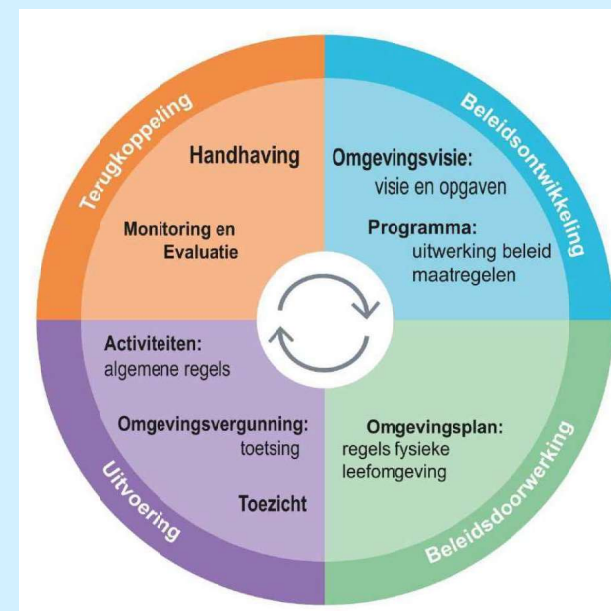 Beleidsontwikkeling
Omgevingsvisie:
visie en opgaven
Programma:
uitwerking beleid
maatregelen
Beleidsdoorwerking
Omgevingsplan:
regels fysieke
leefomgeving
Uitvoering
Activiteiten:
algemene regels
Omgevingsvergunning:
toetsing
Toezicht
Terugkoppeling
Handhaving
Monitoring en
Evaluatie